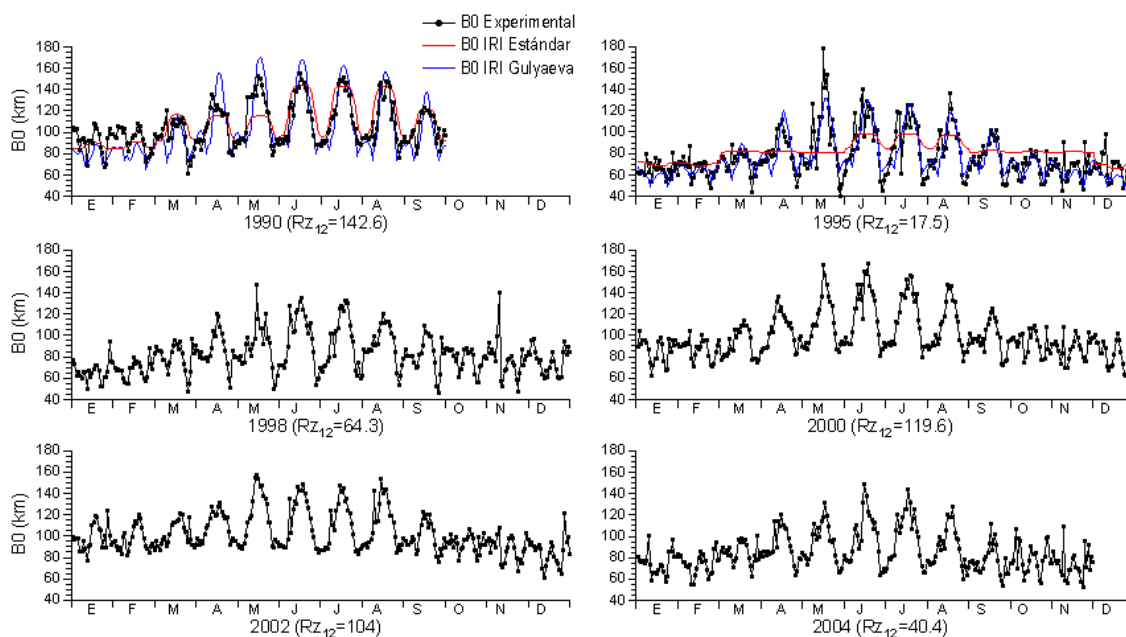 B0 Experimental
B0 IRI Estándar
B0 IRI Gulyaeva
180
160
140
120
100
80
60
40
B0 (km)
E F M A M J J A S O N D
1990 (Rz12=142.6)
180
160
140
120
100
80
60
40
E F M A M J J A S O N D
1995 (Rz12=17.5)
180
160
140
120
100
80
60
40
B0 (km)
E F M A M J J A S O N D
1998 (Rz12=64.3)
180
160
140
120
100
80
60
40
E F M A M J J A S O N D
2000 (Rz12=119.6)
180
160
140
120
100
80
60
40
B0 (km)
E F M A M J J A S O N D
2002 (Rz12=104)
180
160
140
120
100
80
60
40
E F M A M J J A S O N D
2004 (Rz12=40.4)